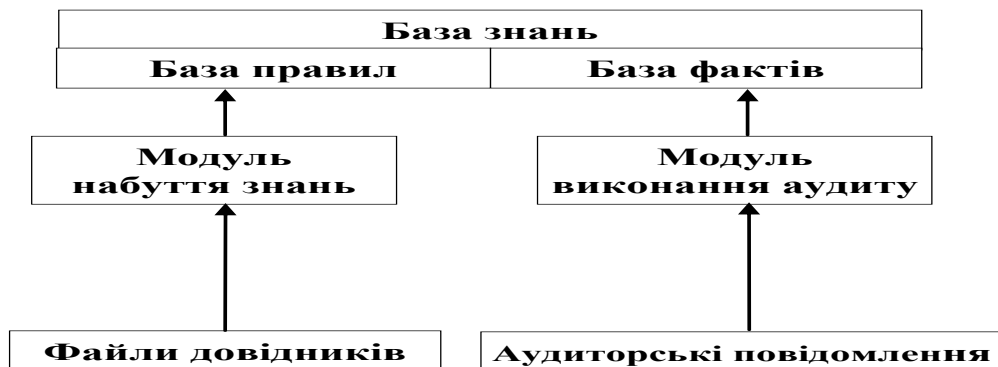 База знань
База правил
База фактів
Модуль
набуття знань
Модуль
виконання аудиту
Файли довідників
Аудиторські повідомлення